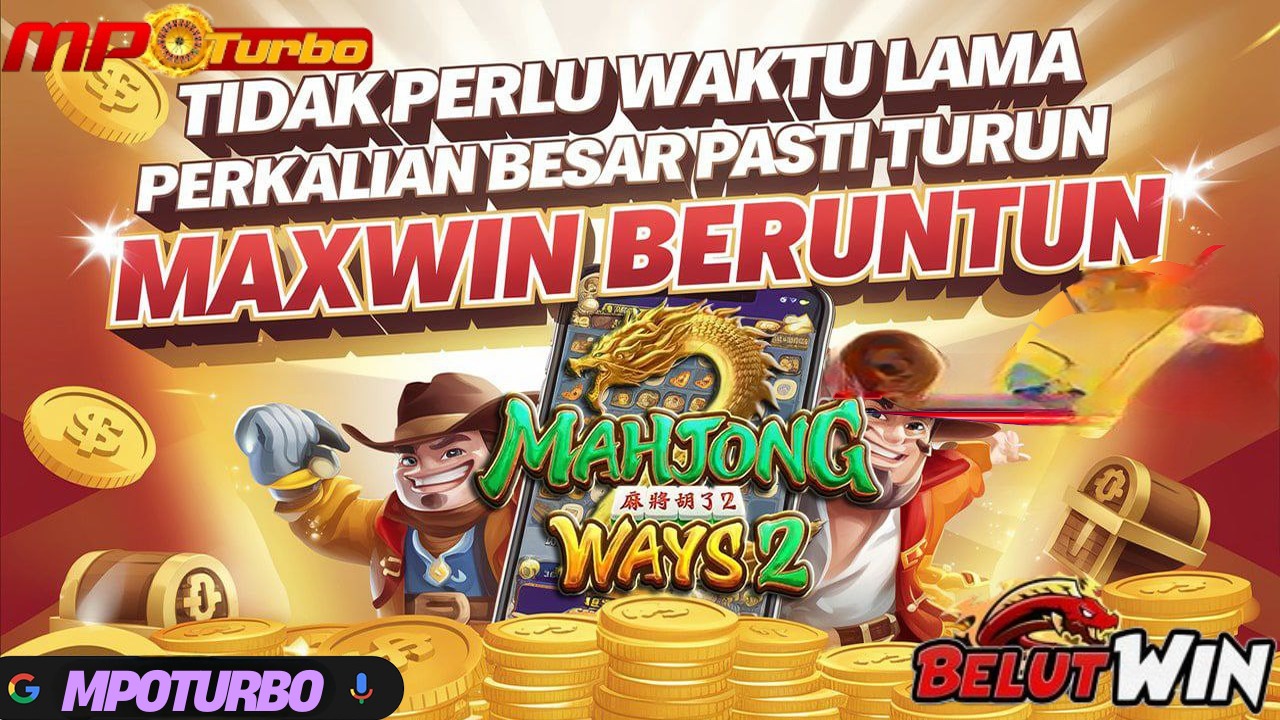 MPOTurbo
TIDAK PERLU WAKTU LAMA
PERKALIAN BESAR PASTI TURUN
MAXWIN BERUNTUN
MAHJONG
麻將胡了2
WAYS 2
BELUTWIN
G MPOTURBO